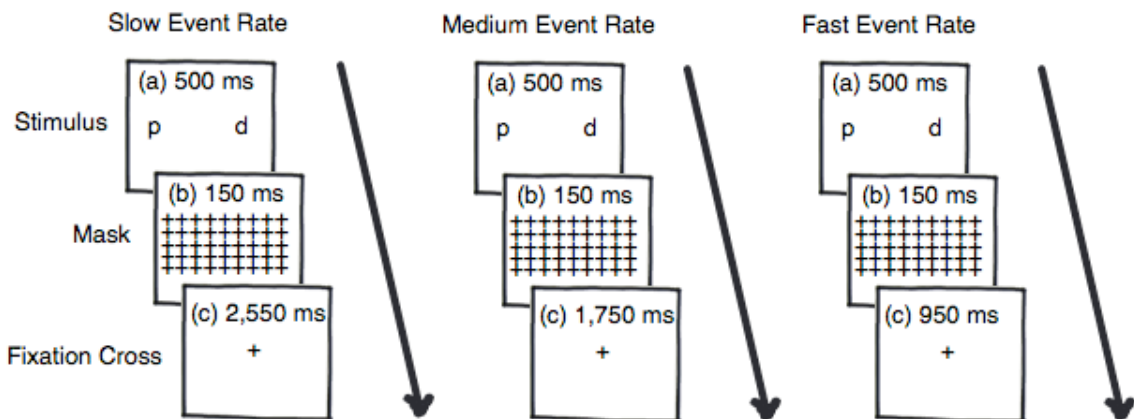 Slow Event Rate
Medium Event Rate
Fast Event Rate
Stimulus
(a) 500 ms
p d
(a) 500 ms
p d
(a) 500 ms
p d
Mask
(b) 150 ms
+++++++++
+++++++++
+++++++++
+++++++++
(b) 150 ms
+++++++++
+++++++++
+++++++++
+++++++++
(b) 150 ms
+++++++++
+++++++++
+++++++++
+++++++++
Fixation Cross
(c) 2,550 ms
+
(c) 1,750 ms
+
(c) 950 ms
+